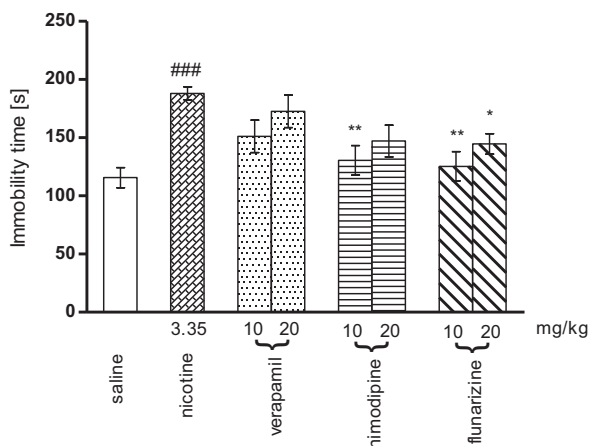 250
200
150
100
50
0
Immobility time [s]
###
**
**
*
3.35 10 20 10 20 10 20 mg/kg
saline
nicotine
verapamil
nimodipine
flunarizine